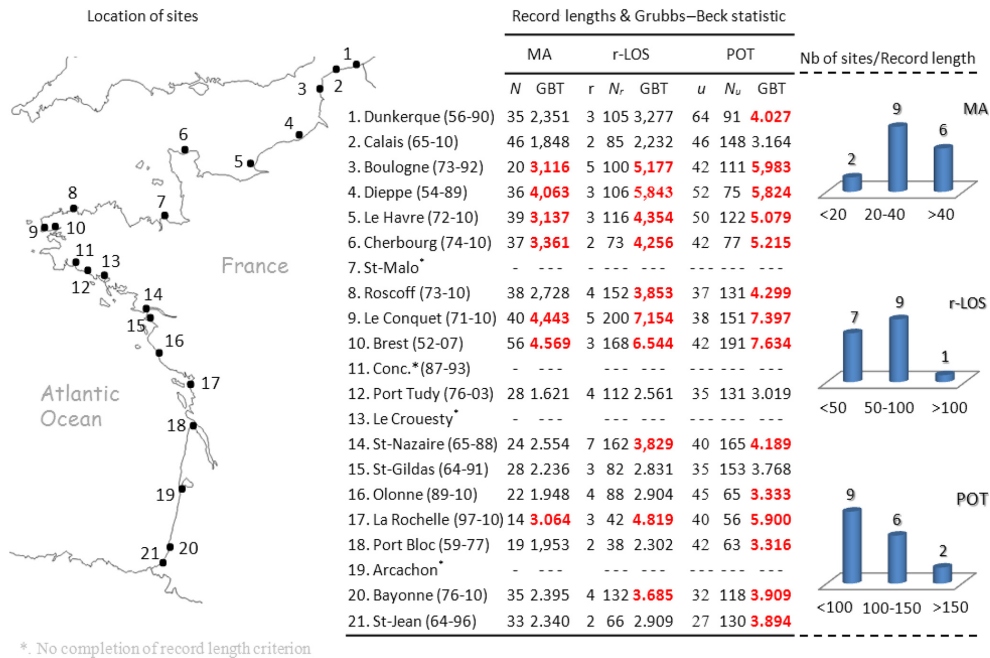 Location of sites
Record lengths & Grubbs–Beck statistic
MA r-LOS POT
Nb of sites/Record length
N GBT r Nr GBT u Nu GBT
1. Dunkerque (56-90) 35 2,351 3 105 3,277 64 91 4.027
2. Calais (65-10) 46 1,848 2 85 2,232 46 148 3.164
3. Boulogne (73-92) 20 3,116 5 100 5,177 42 111 5,983
4. Dieppe (54-89) 36 4,063 3 106 5,843 52 75 5,824
5. Le Havre (72-10) 39 3,137 3 116 4,354 50 122 5.079
6. Cherbourg (74-10) 37 3,361 2 73 4,256 42 77 5.215
7. St-Malo* - - - - - - - - - - - - - -
8. Roscoff (73-10) 38 2,728 4 152 3,853 37 131 4.299
9. Le Conquet (71-10) 40 4,443 5 200 7,154 38 151 7.397
10. Brest (52-07) 56 4.569 3 168 6.544 42 191 7.634
11. Conc.* (87-93) - - - - - - - - - - - - - -
12. Port Tudy (76-03) 28 1.621 4 112 2.561 35 131 3.019
13. Le Crouesty* - - - - - - - - - - - - - -
14. St-Nazaire (65-88) 24 2.554 7 162 3,829 40 165 4.189
15. St-Gildas (64-91) 28 2.236 3 82 2.831 35 153 3.768
16. Olonne (89-10) 22 1.948 4 88 2.904 45 65 3.333
17. La Rochelle (97-10) 14 3.064 3 42 4.819 40 56 5.900
18. Port Bloc (59-77) 19 1,953 2 38 2.302 42 63 3.316
19. Arcachon* - - - - - - - - - - - - - -
20. Bayonne (76-10) 35 2.395 4 132 3.685 32 118 3.909
21. St-Jean (64-96) 33 2.340 2 66 2.909 27 130 3.894
1
2
3
4
5
6
7
8
9
10
11
12
13
14
15
16
17
18
19
20
21
France
Atlantic
Ocean
*. No completion of record length criterion
MA
2 9 6
<20 20-40 >40
r-LOS
7 9 1
<50 50-100 >100
POT
9 6 2
<100 100-150 >150